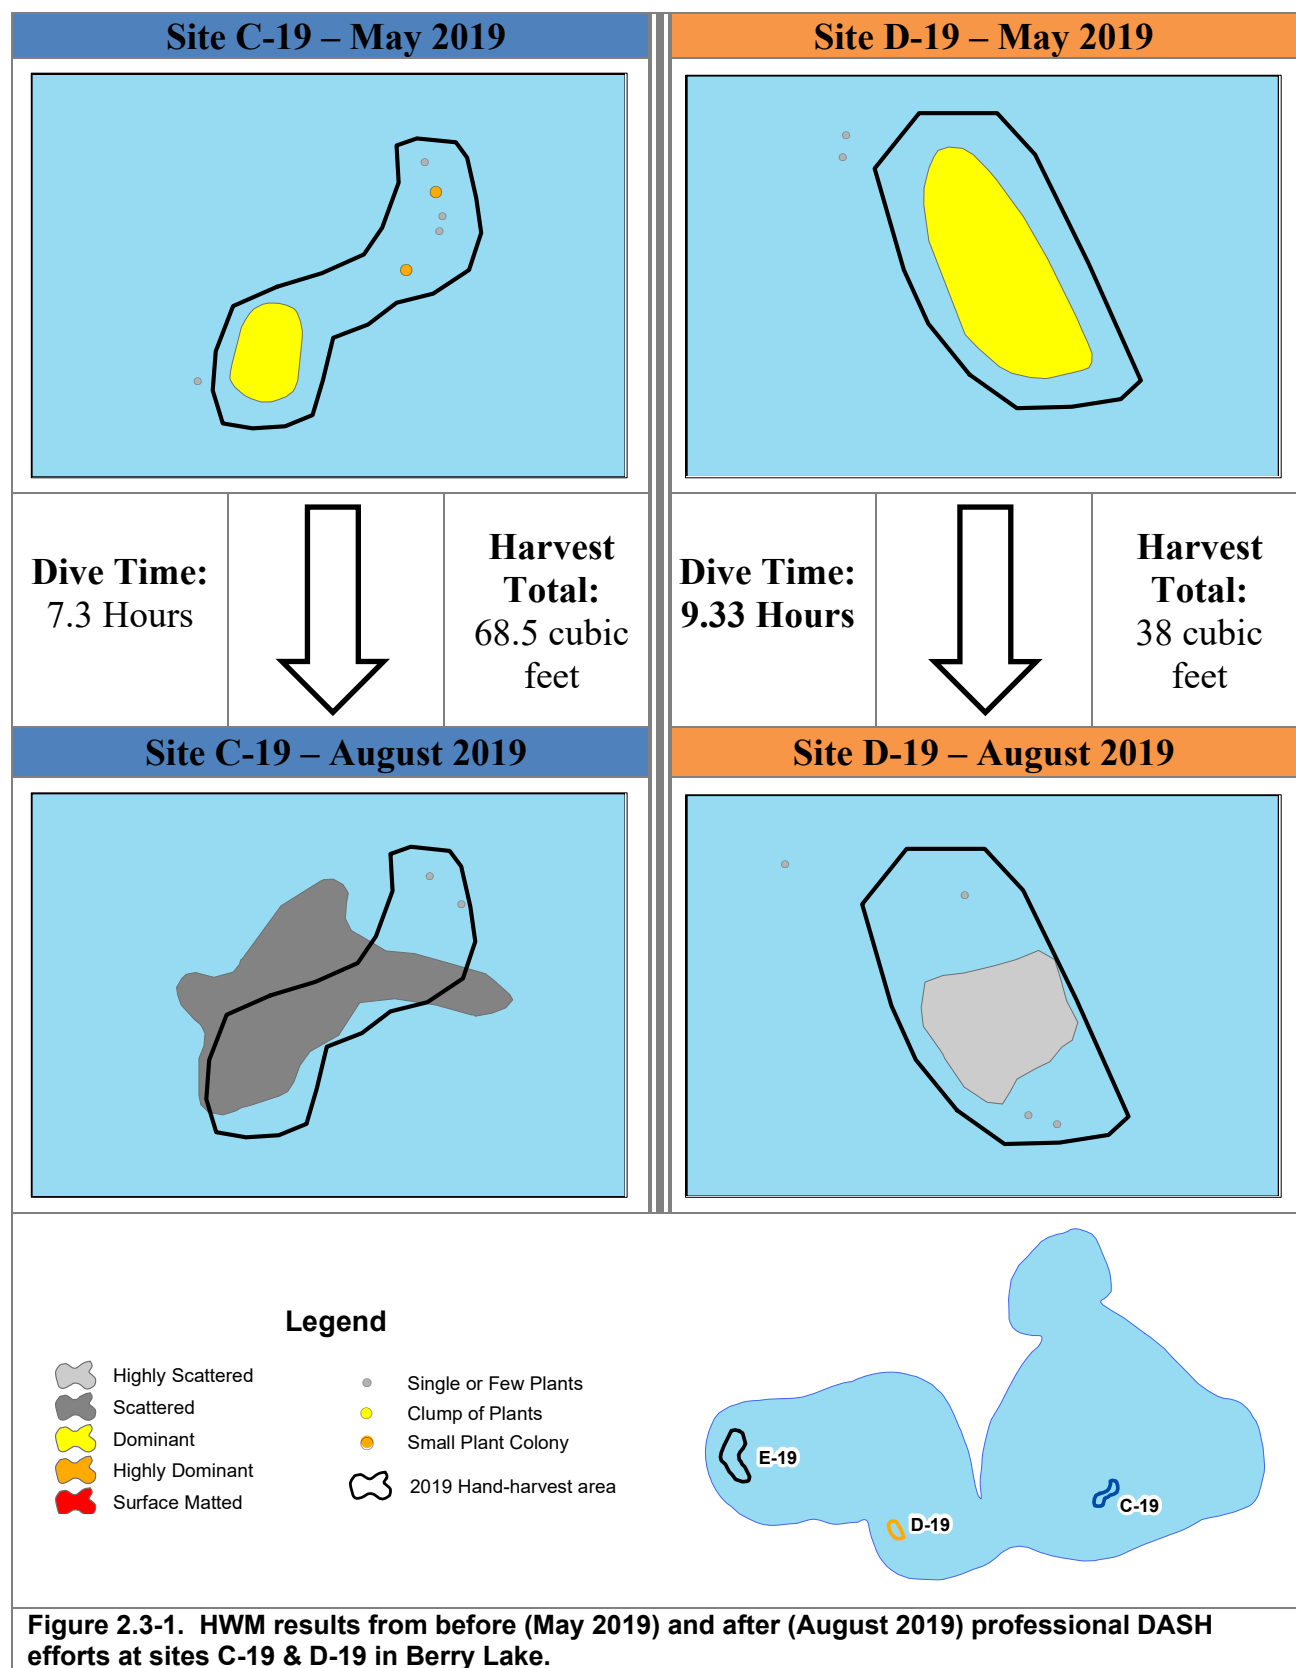 Site C-19 – May 2019
Site D-19 – May 2019
Dive Time:
7.3 Hours
Harvest
Total:
68.5 cubic
feet
Dive Time:
9.33 Hours
Harvest
Total:
38 cubic
feet
Site C-19 – August 2019
Site D-19 – August 2019
Legend
Highly Scattered
Scattered
Dominant
Highly Dominant
Surface Matted
Single or Few Plants
Clump of Plants
Small Plant Colony
2019 Hand-harvest area
E-19
D-19
C-19
Figure 2.3-1. HWM results from before (May 2019) and after (August 2019) professional DASH
efforts at sites C-19 & D-19 in Berry Lake.